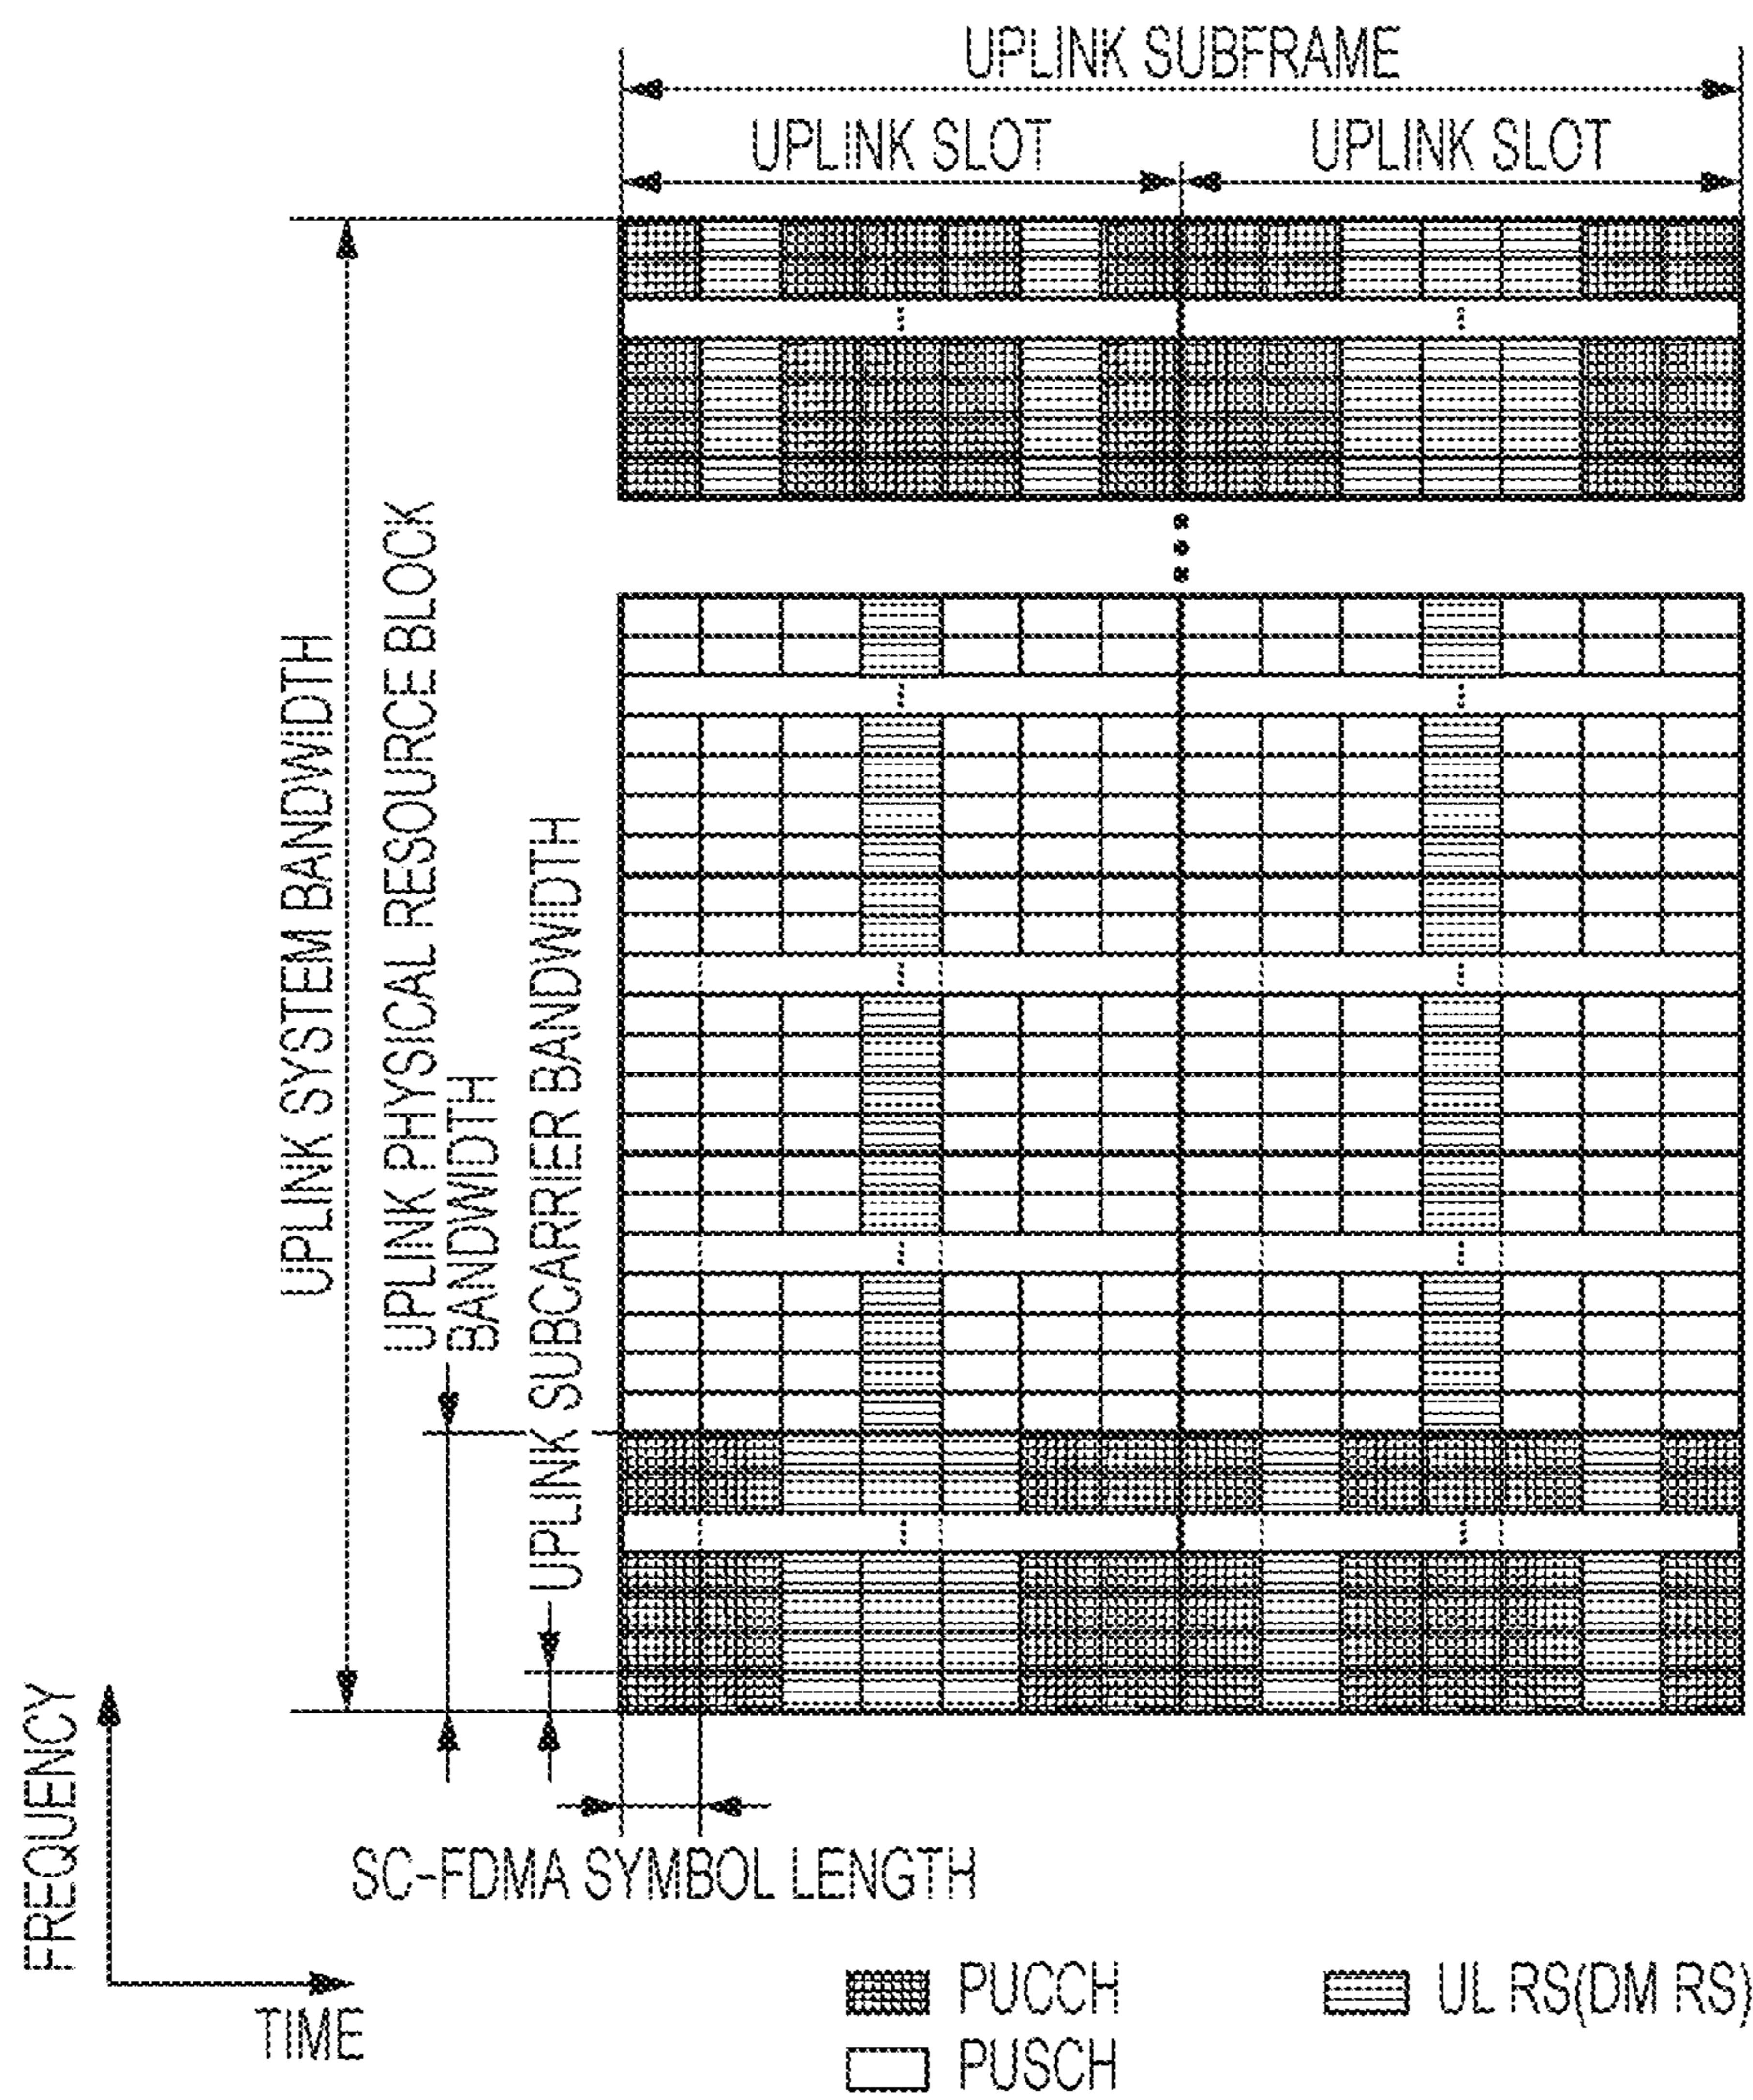 UPLINK SUBFRAME
UPLINK SLOT
UPLINK SLOT
UPLINK SYSTEM BANDWIDTH
UPLINK PHYSICAL RESOURCE BLOCK
BANDWIDTH
UPLINK SUBCARRIER BANDWIDTH
SC-FDMA SYMBOL LENGTH
FREQUENCY
TIME
PUCCH
UL RS(DM RS)
PUSCH